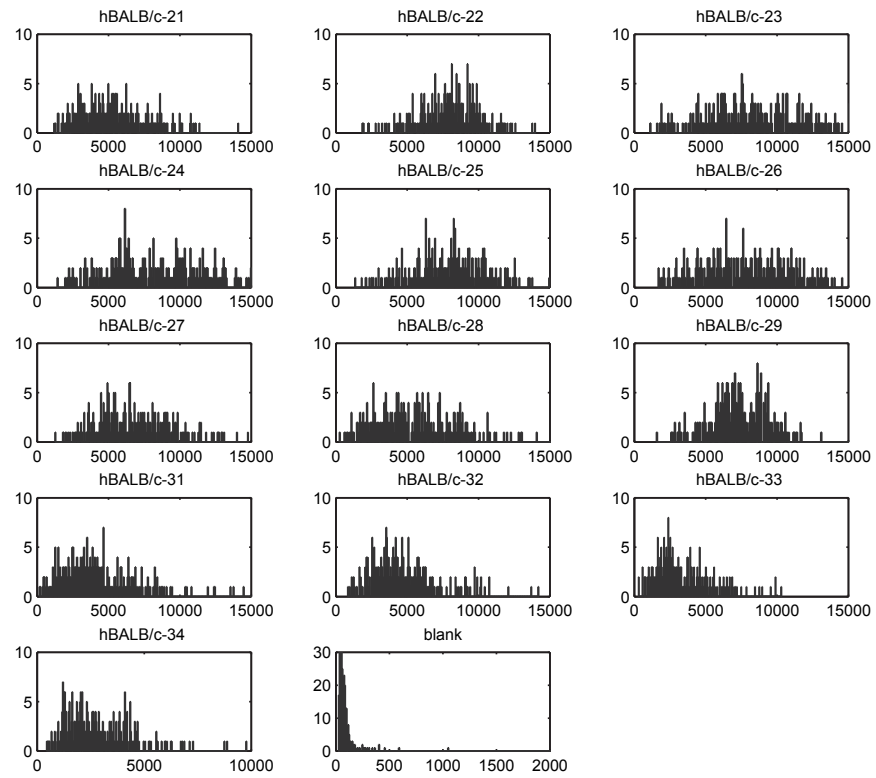 hBALB/c-21 hBALB/c-22 hBALB/c-23
10 10 10
5 5 5
0 0 0
0 5000 10000 15000 0 5000 10000 15000 0 5000 10000 15000
hBALB/c-24 hBALB/c-25 hBALB/c-26
10 10 10
5 5 5
0 0 0
0 5000 10000 15000 0 5000 10000 15000 0 5000 10000 15000
hBALB/c-27 hBALB/c-28 hBALB/c-29
10 10 10
5 5 5
0 0 0
0 5000 10000 15000 0 5000 10000 15000 0 5000 10000 15000
hBALB/c-31 hBALB/c-32 hBALB/c-33
10 10 10
5 5 5
0 0 0
0 5000 10000 15000 0 5000 10000 15000 0 5000 10000 15000
hBALB/c-34 blank
10 30
5 20
10
0 0
0 5000 10000 0 500 1000 1500 2000